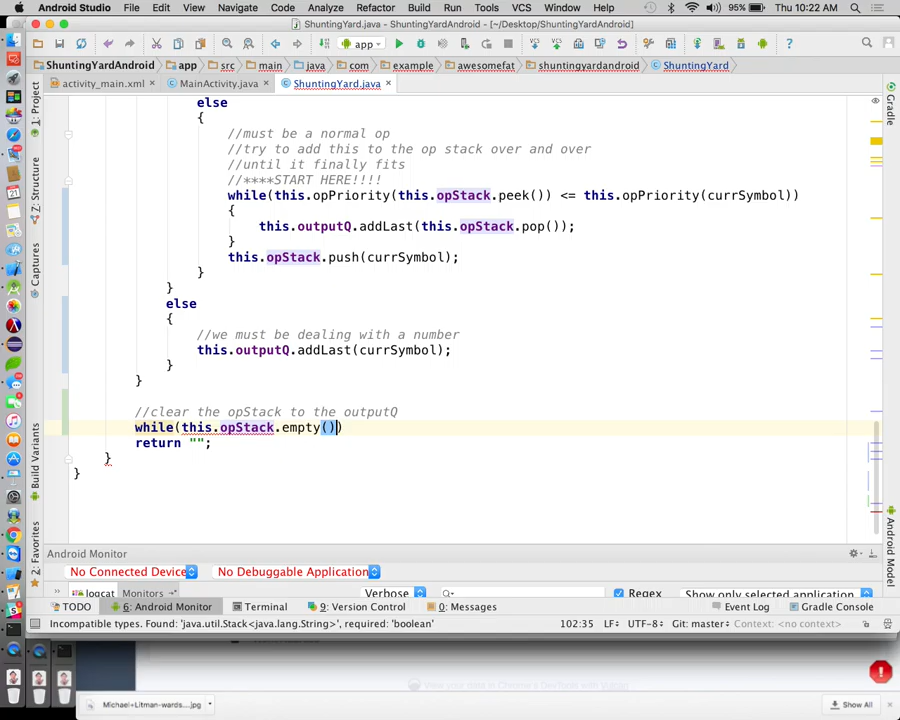 Android Studio File Edit View Navigate Code Analyze Refactor Build Run Tools VCS Window Help 95% Thu 10:22 AM
ShuntingYard.java - ShuntingYardAndroid - [~/Desktop/ShuntingYardAndroid]
app
ShuntingYardAndroid app src main java com example awesomefat shuntingyardandroid ShuntingYard
activity_main.xml MainActivity.java ShuntingYard.java
1: Project
Z: Structure
Captures
Build Variants
2: Favorites
Gradle
Android Model
else
{
//must be a normal op
//try to add this to the op stack over and over
//until it finally fits
//****START HERE!!!!
while(this.opPriority(this.opStack.peek()) <= this.opPriority(currSymbol))
{
this.outputQ.addLast(this.opStack.pop());
}
this.opStack.push(currSymbol);
}
}
else
{
//we must be dealing with a number
this.outputQ.addLast(currSymbol);
}
}
//clear the opStack to the outputQ
while(this.opStack.empty())
return "";
}
}
Android Monitor
No Connected Device No Debuggable Application
logcat Monitors Verbose Regex Show only selected application
TODO 6: Android Monitor Terminal 9: Version Control 0: Messages Event Log Gradle Console
Incompatible types. Found: 'java.util.Stack<java.lang.String>', required: 'boolean' 102:35 LF UTF-8 Git: master Context: <no context>
Michael+Litman-wards....jpg Show All